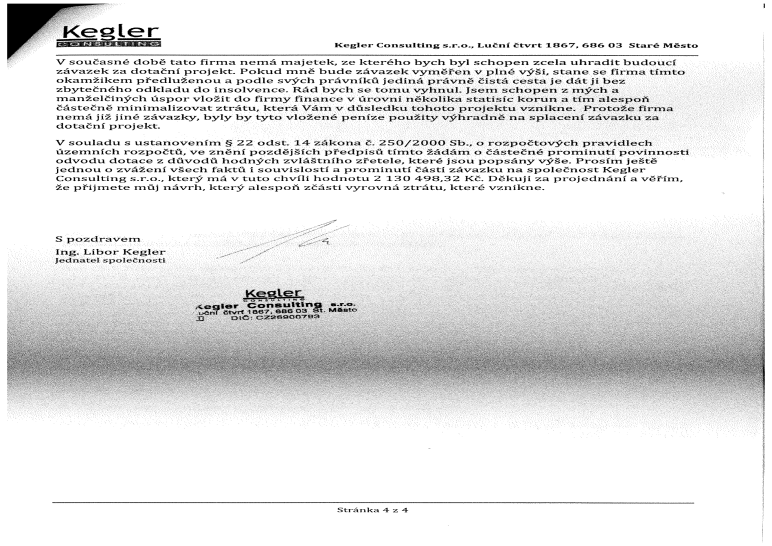 Kegler
CONSULTING
Kegler Consulting s.r.o., Luční čtvrt 1867, 686 03 Staré Město
V současné době tato firma nemá majetek, ze kterého bych byl schopen zcela uhradit budoucí
závazek za dotační projekt. Pokud mně bude závazek vyměřen v plné výši, stane se firma tímto
okamžikem předluženou a podle svých právníků jediná právně čistá cesta je dát ji bez
zbytečného odkladu do insolvence. Rád bych se tomu vyhnul. Jsem schopen z mých a
manželčiných úspor vložit do firmy finance v úrovni několika statisíc korun a tím alespoň
částečně minimalizovat ztrátu, která Vám v důsledku tohoto projektu vznikne. Protože firma
nemá již jiné závazky, byly by tyto vložené peníze použity výhradně na splacení závazku za
dotační projekt.
V souladu s ustanovením § 22 odst. 14 zákona č. 250/2000 Sb., o rozpočtových pravidlech
územních rozpočtů, ve znění pozdějších předpisů tímto žádám o částečné prominutí povinnosti
odvodu dotace z důvodů hodných zvláštního zřetele, které jsou popsány výše. Prosím ještě
jednou o zvážení všech faktů i souvislostí a prominutí části závazku na společnost Kegler
Consulting s.r.o., který má v tuto chvíli hodnotu 2 130 498,32 Kč. Děkuji za projednání a věřím,
že přijmete můj návrh, který alespoň zčásti vyrovná ztrátu, které vznikne.
S pozdravem
Ing. Libor Kegler
Jednatel společnosti
Kegler
CONSULTING
Kegler Consulting s.r.o.
uční čtvrť 1867, 686 03 St. Město
DIČ: CZ26900793
Stránka 4 z 4